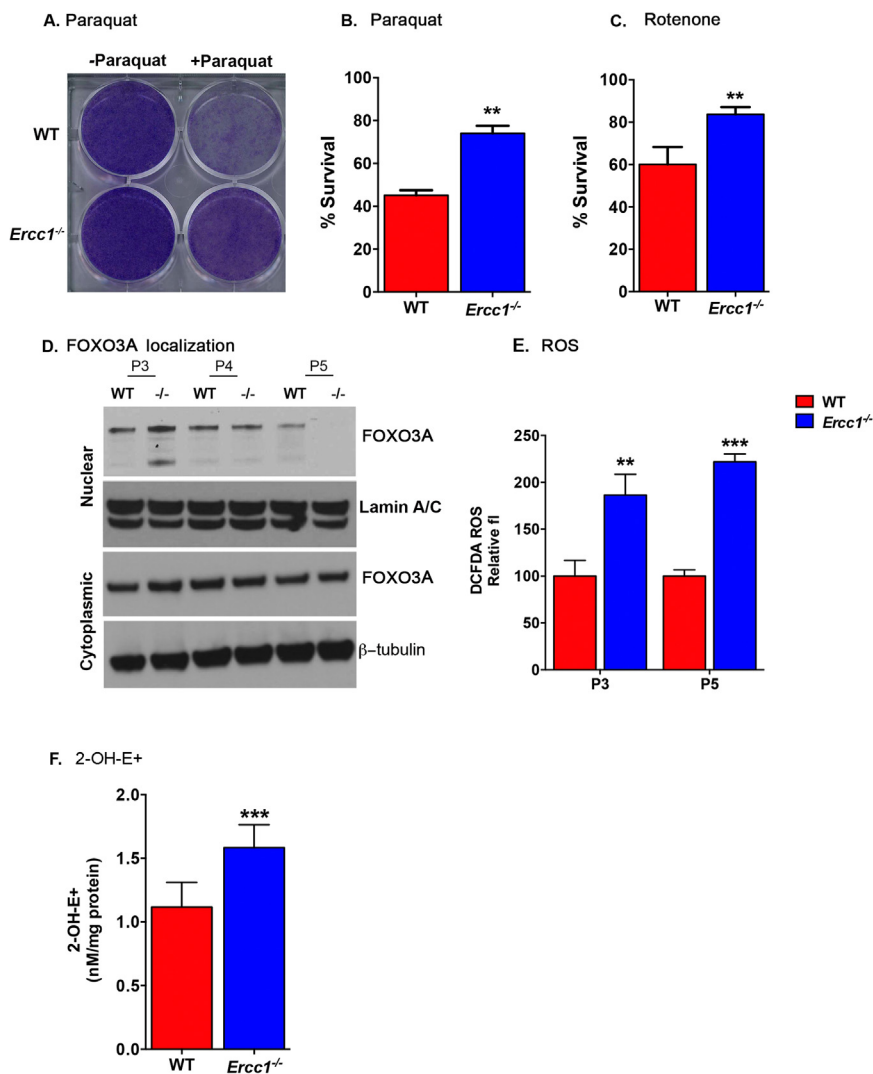 A. Paraquat
-Paraquat +Paraquat
WT
Ercc1-/-
B. Paraquat
% Survival
100
80
60
40
20
0
**
WT Ercc1-/-
C. Rotenone
% Survival
100
80
60
40
20
0
**
WT Ercc1-/-
D. FOXO3A localization
P3 P4 P5
WT -/- WT -/- WT -/-
Nuclear
FOXO3A
Lamin A/C
Cytoplasmic
FOXO3A
β-tubulin
E. ROS
WT
Ercc1-/-
DCFDA ROS
Relative fl
250
200
150
100
50
0
** ***
P3 P5
F. 2-OH-E+
2-OH-E+
(nM/mg protein)
2.0
1.5
1.0
0.5
0.0
***
WT Ercc1-/-